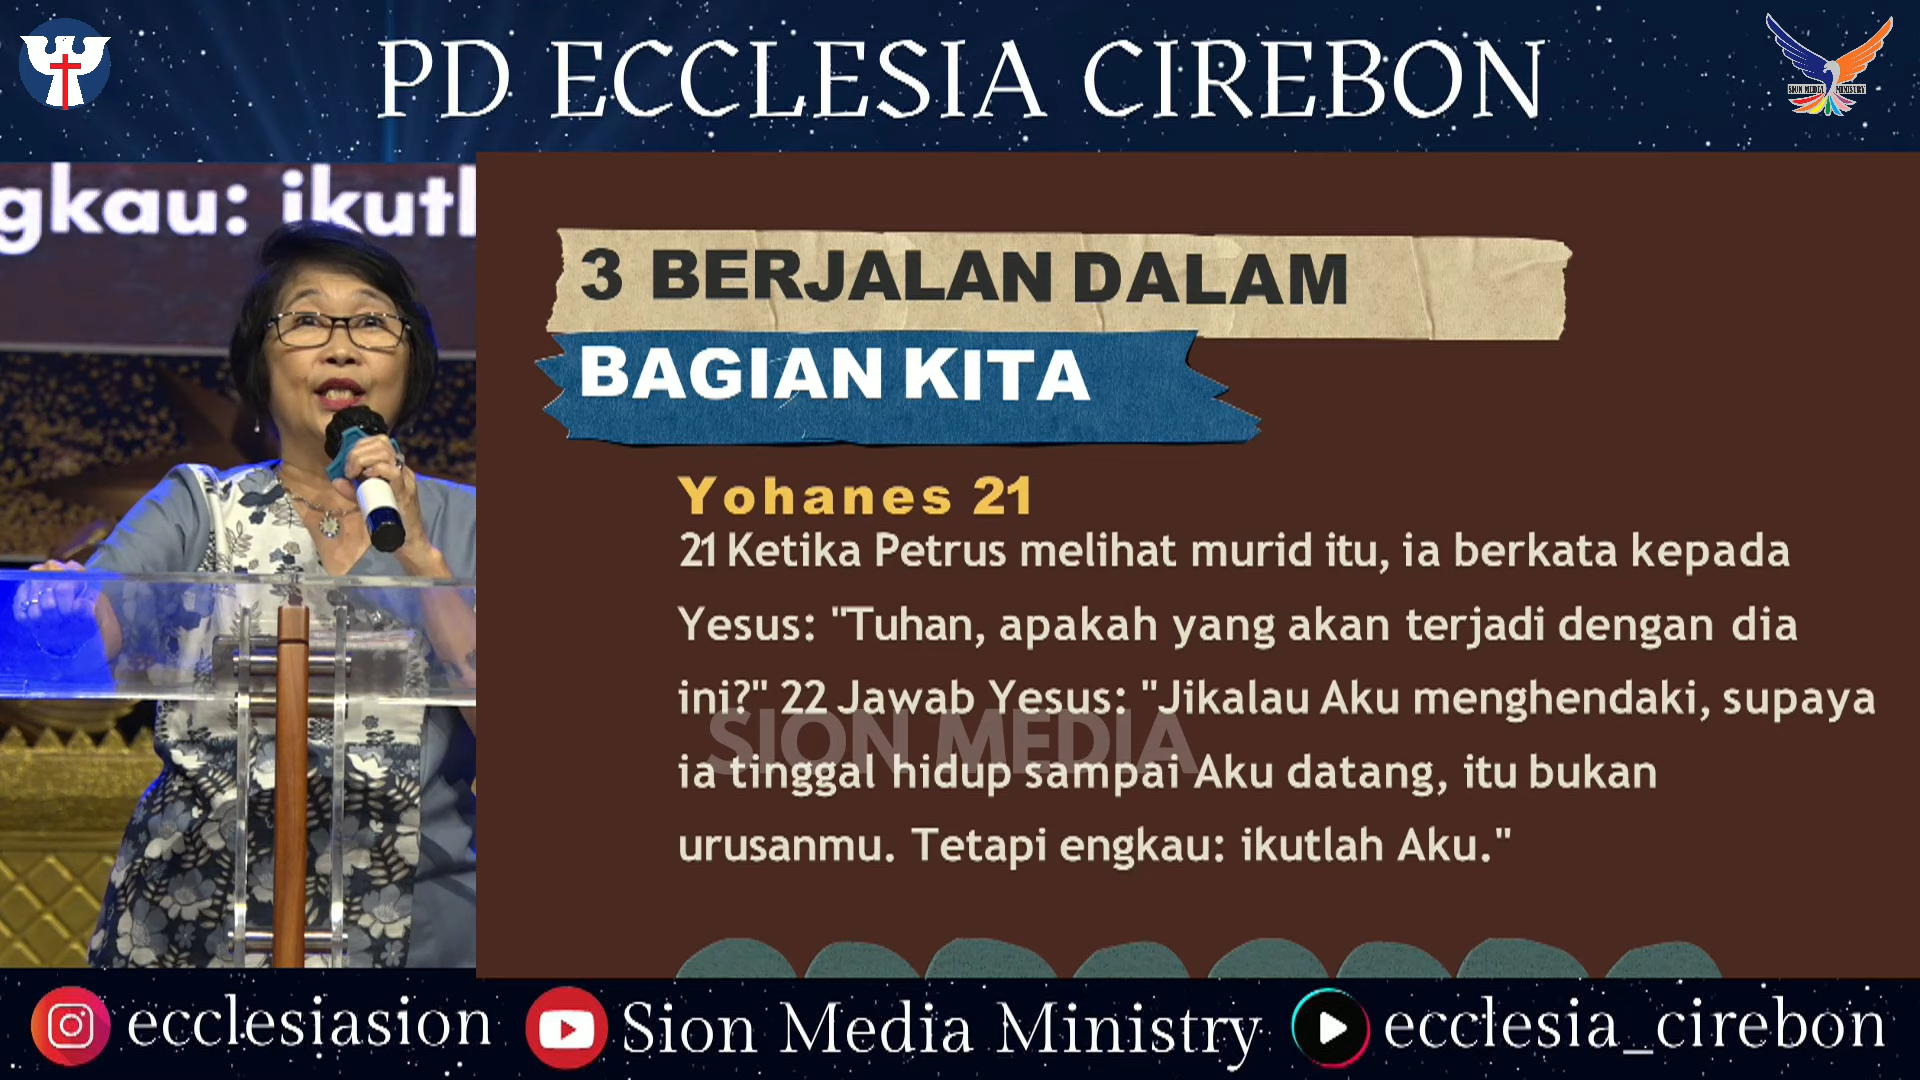 PD ECCLESIA CIREBON
SION MEDIA MINISTRY
gkau: ikutl
3 BERJALAN DALAM
BAGIAN KITA
Yohanes 21
21 Ketika Petrus melihat murid itu, ia berkata kepada
Yesus: "Tuhan, apakah yang akan terjadi dengan dia
ini?" 22 Jawab Yesus: "Jikalau Aku menghendaki, supaya
SION MEDIA
ia tinggal hidup sampai Aku datang, itu bukan
urusanmu. Tetapi engkau: ikutlah Aku."
ecclesiasion
Sion Media Ministry
ecclesia_cirebon